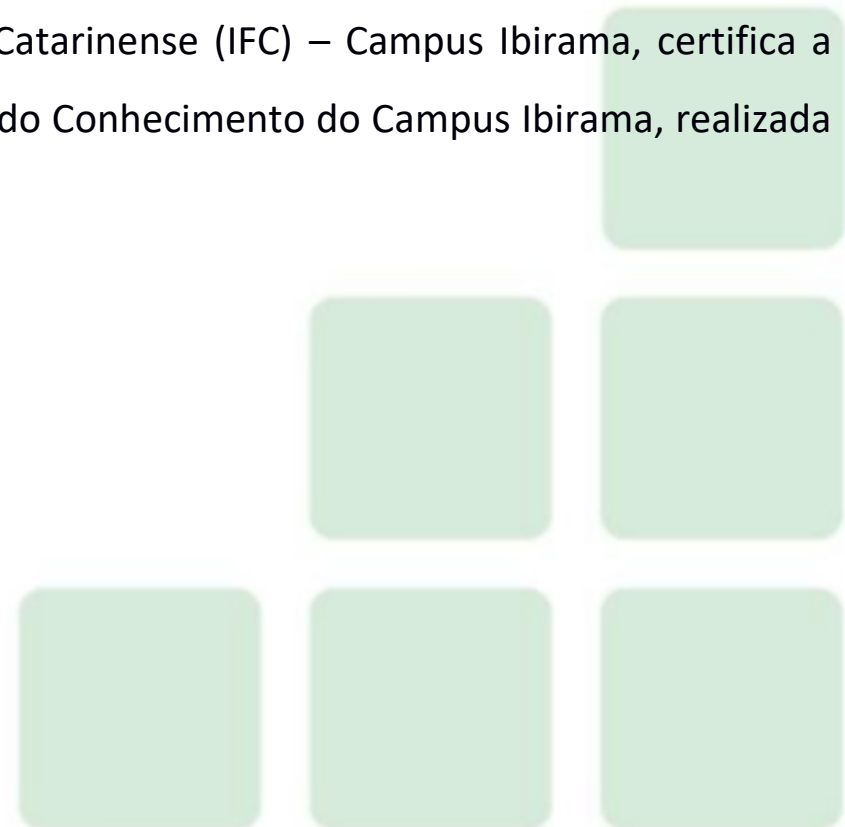 Catarinense (IFC) – Campus Ibirama, certifica a
do Conhecimento do Campus Ibirama, realizada